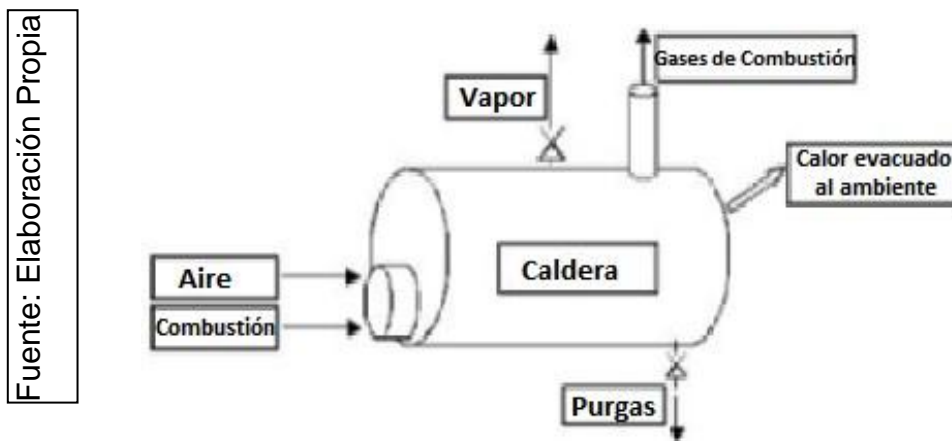 Fuente: Elaboración Propia
Gases de Combustión
Vapor
Calor evacuado
al ambiente
Caldera
Aire
Combustión
Purgas